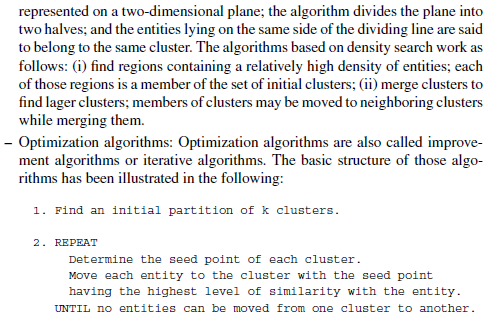 represented on a two-dimensional plane; the algorithm divides the plane into
two halves; and the entities lying on the same side of the dividing line are said
to belong to the same cluster. The algorithms based on density search work as
follows: (i) find regions containing a relatively high density of entities; each
of those regions is a member of the set of initial clusters; (ii) merge clusters to
find lager clusters; members of clusters may be moved to neighboring clusters
while merging them.
– Optimization algorithms: Optimization algorithms are also called improve-
ment algorithms or iterative algorithms. The basic structure of those algo-
rithms has been illustrated in the following:
1. Find an initial partition of k clusters.
2. REPEAT
Determine the seed point of each cluster.
Move each entity to the cluster with the seed point
having the highest level of similarity with the entity.
UNTIL no entities can be moved from one cluster to another.